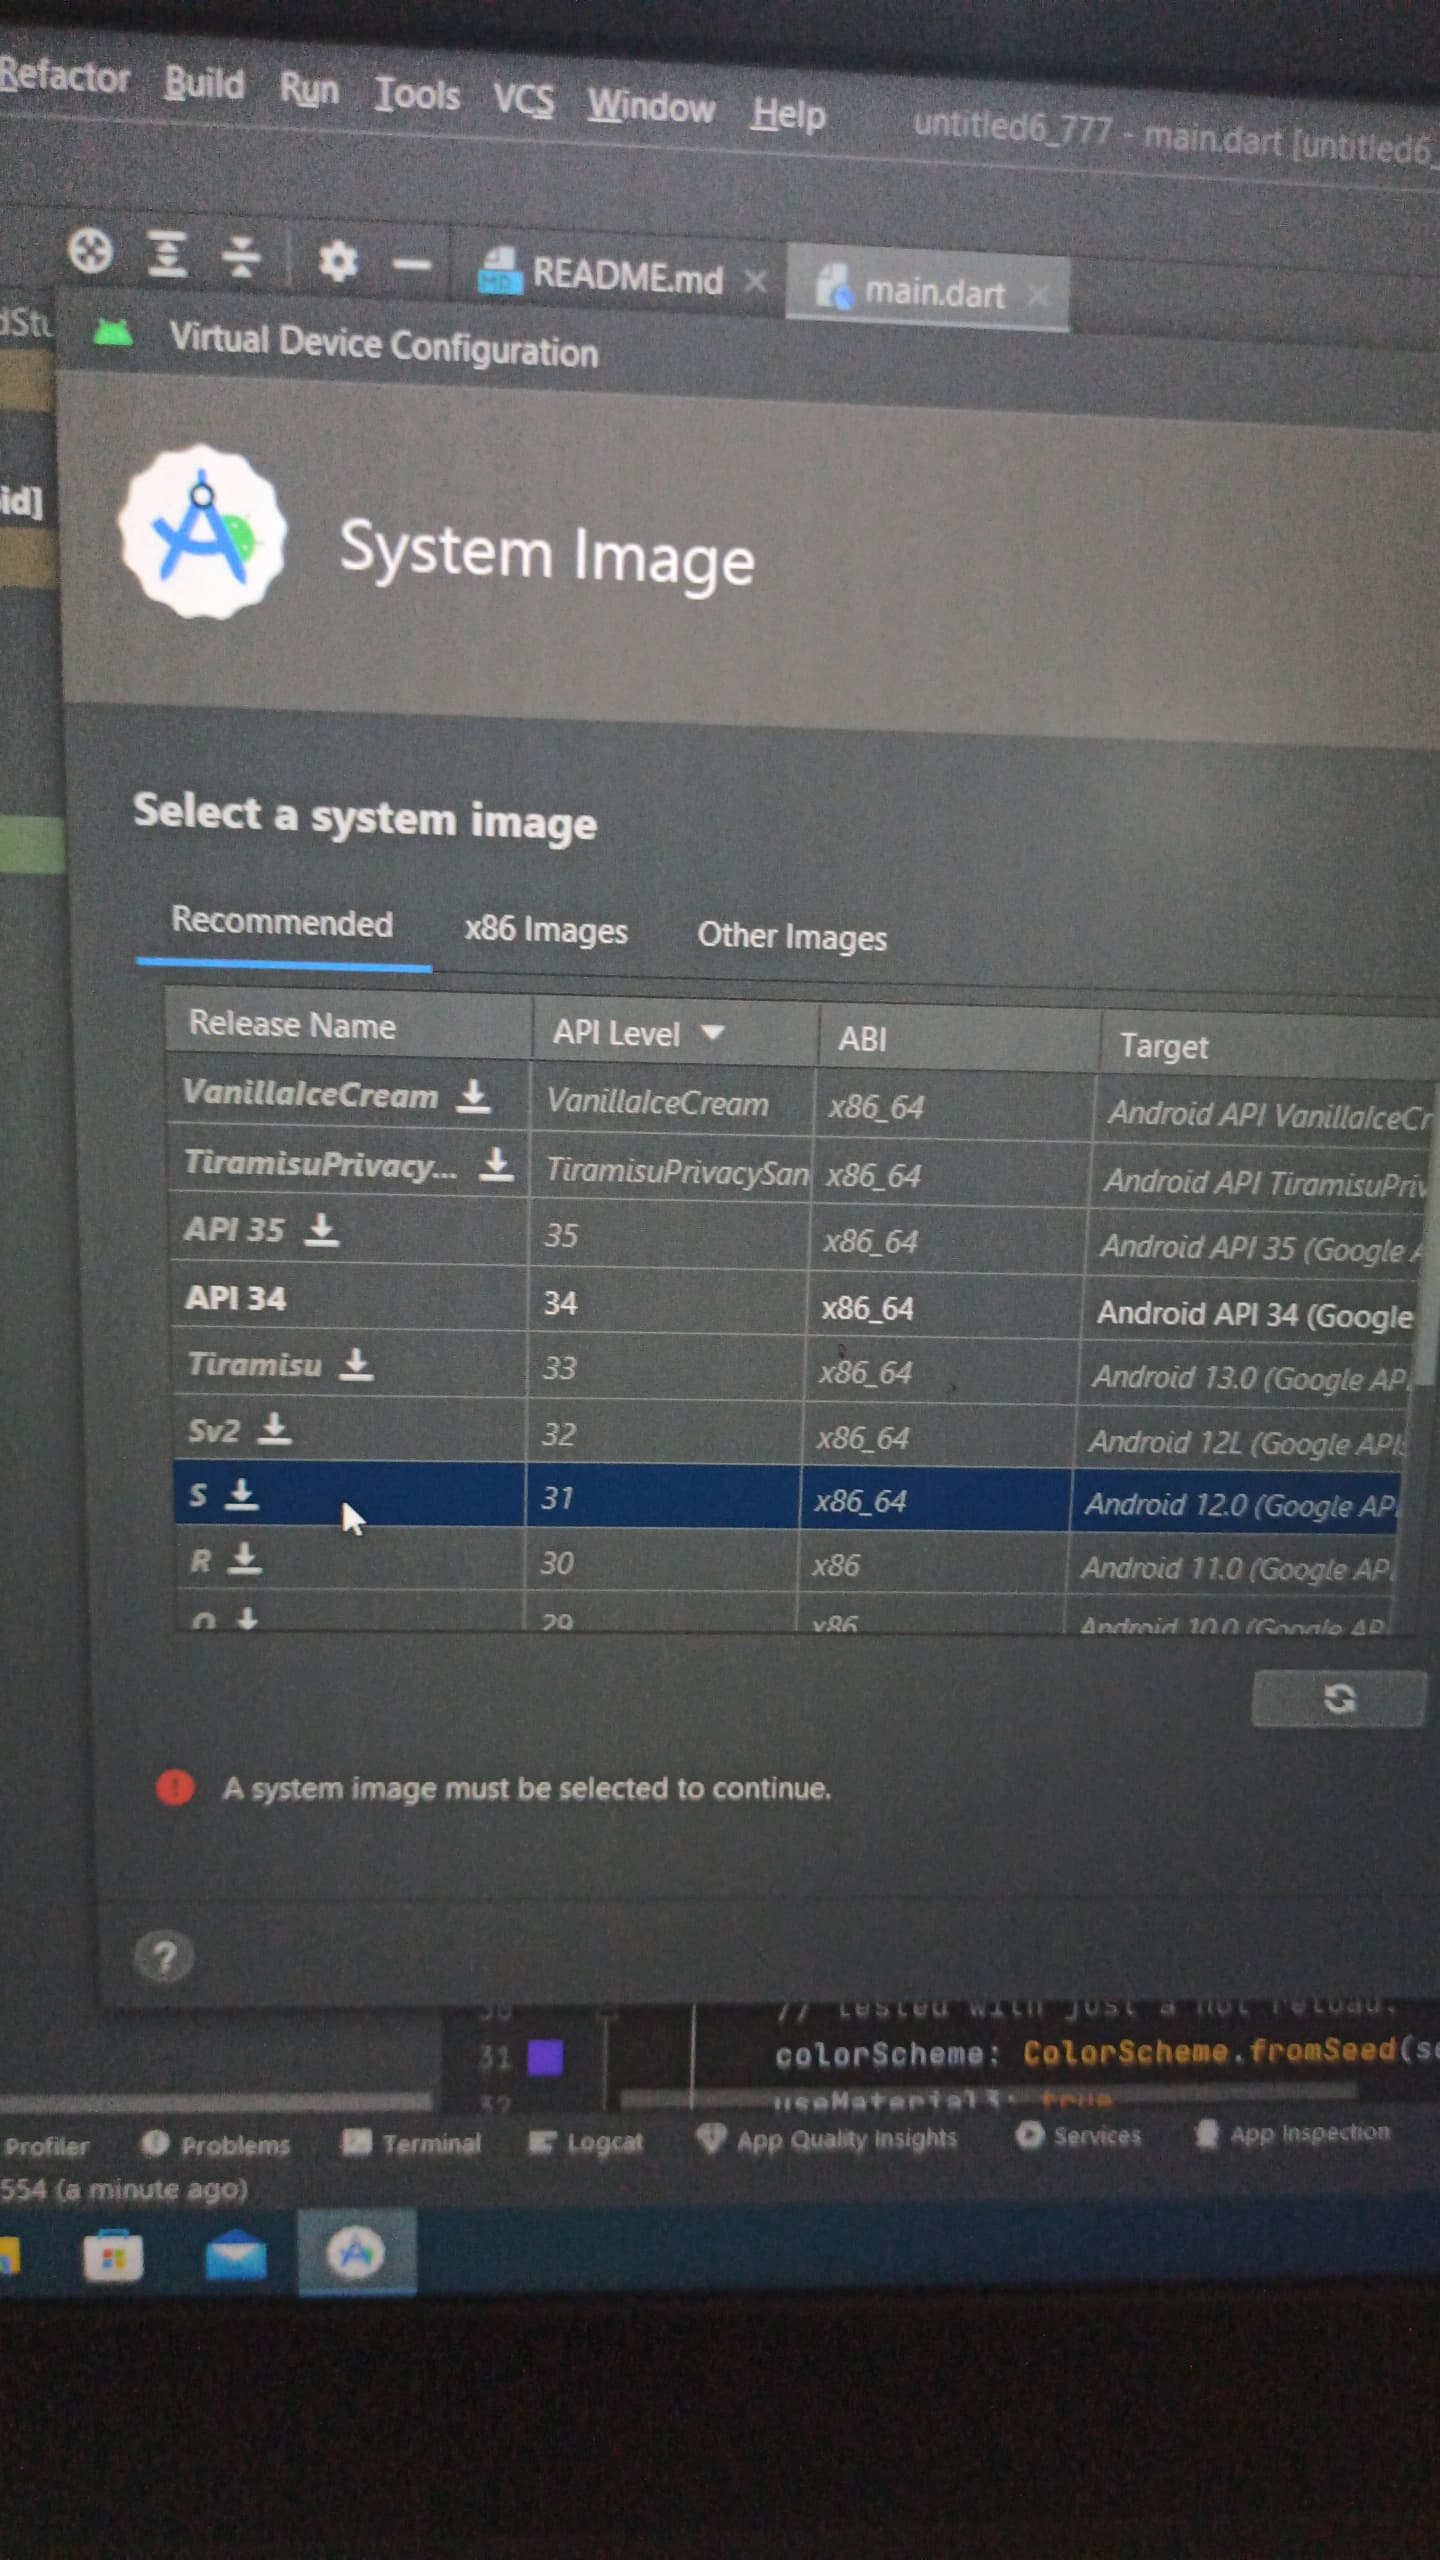 Refactor Build Run Tools VCS Window Help untitled6_777 - main.dart [untitled6_
README.md main.dart
Virtual Device Configuration
id]
System Image
Select a system image
Recommended x86 Images Other Images
Release Name API Level ABI Target
VanillaIceCream VanillaIceCream x86_64 Android API VanillaIceCr
TiramisuPrivacy... TiramisuPrivacySan x86_64 Android API TiramisuPriv
API 35 35 x86_64 Android API 35 (Google A
API 34 34 x86_64 Android API 34 (Google
Tiramisu 33 x86_64 Android 13.0 (Google AP
Sv2 32 x86_64 Android 12L (Google API
S 31 x86_64 Android 12.0 (Google AP
R 30 x86 Android 11.0 (Google AP
Q 29 x86 Android 10.0 (Google AP
A system image must be selected to continue.
?
// tested with just a hot reload.
31 colorScheme: ColorScheme.fromSeed(se
32 useMaterial3: true
Profiler Problems Terminal Logcat App Quality Insights Services App Inspection
554 (a minute ago)